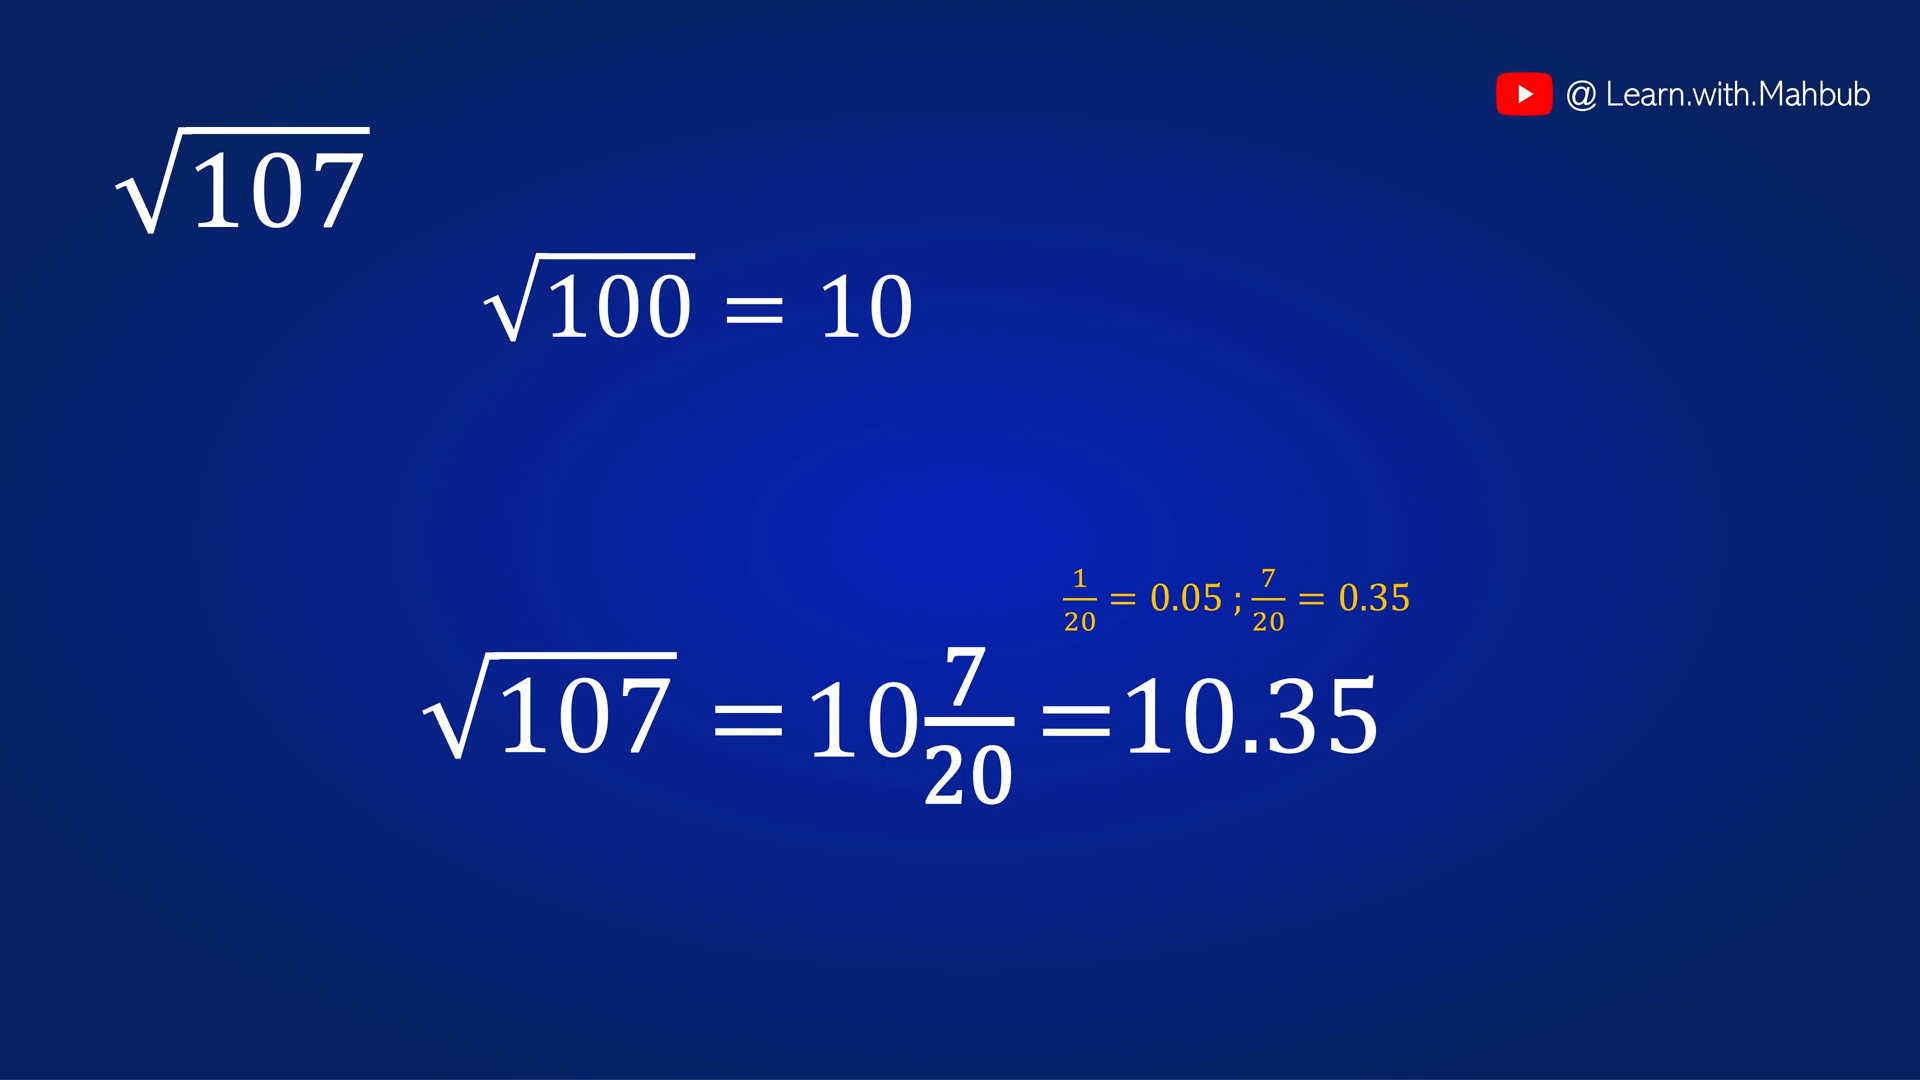 @ Learn.with.Mahbub
√107
√100 = 10
1/20 = 0.05 ; 7/20 = 0.35
√107 = 10 7/20 =10.35